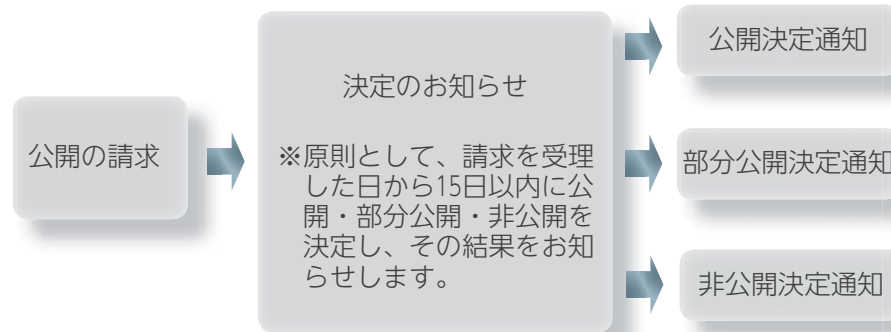 公開の請求
決定のお知らせ
※原則として、請求を受理
した日から15日以内に公
開・部分公開・非公開を
決定し、その結果をお知
らせします。
公開決定通知
部分公開決定通知
非公開決定通知